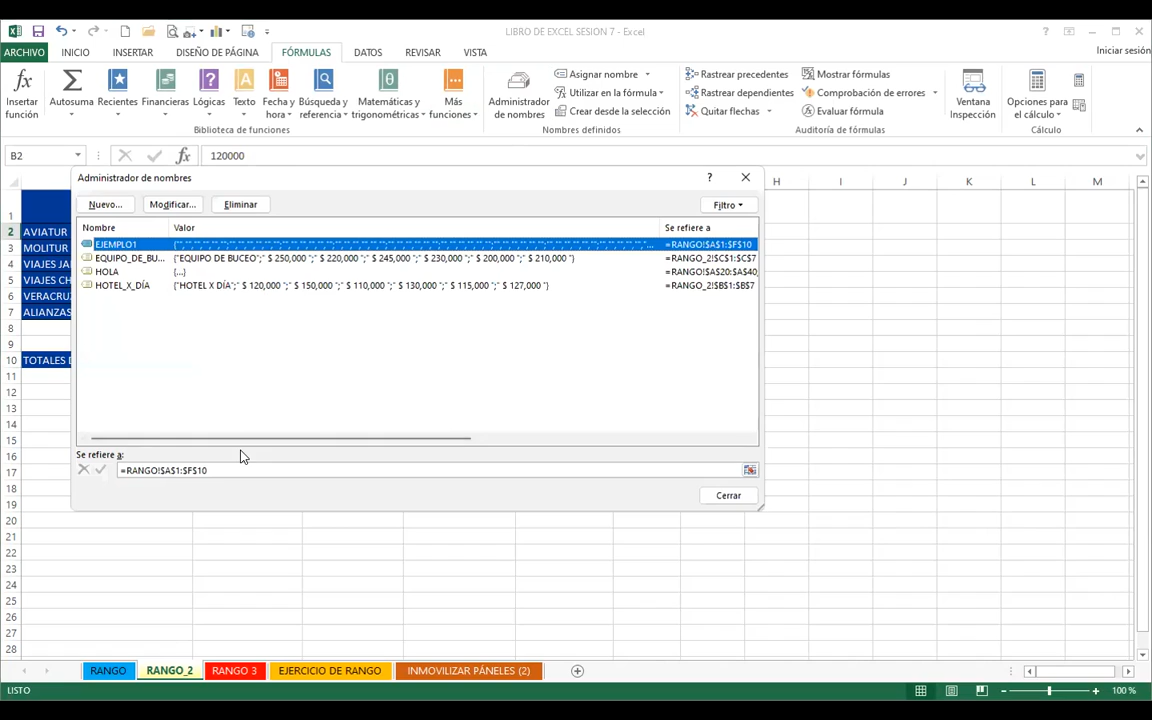 LIBRO DE EXCEL SESION 7 - Excel
ARCHIVO INICIO INSERTAR DISEÑO DE PÁGINA FÓRMULAS DATOS REVISAR VISTA Iniciar sesión
Insertar función
Autosuma
Recientes
Financieras
Lógicas
Texto
Fecha y hora
Búsqueda y referencia
Matemáticas y trigonométricas
Más funciones
Biblioteca de funciones
Administrador de nombres
Asignar nombre
Utilizar en la fórmula
Crear desde la selección
Nombres definidos
Rastrear precedentes
Rastrear dependientes
Quitar flechas
Mostrar fórmulas
Comprobación de errores
Evaluar fórmula
Auditoría de fórmulas
Ventana Inspección
Opciones para el cálculo
Cálculo
B2 fx 120000
Administrador de nombres ? 
Nuevo... Modificar... Eliminar Filtro
Nombre Valor Se refiere a
EJEMPLO1 =RANGO!$A$1:$F$10
EQUIPO_DE_BU... {"EQUIPO DE BUCEO";" $ 250,000 ";" $ 220,000 ";" $ 245,000 ";" $ 230,000 ";" $ 200,000 ";" $ 210,000 "} =RANGO_2!$C$1:$C$7
HOLA {...} =RANGO!$A$20:$A$40,
HOTEL_X_DÍA {"HOTEL X DÍA";" $ 120,000 ";" $ 150,000 ";" $ 110,000 ";" $ 130,000 ";" $ 115,000 ";" $ 127,000 "} =RANGO_2!$B$1:$B$7
Se refiere a:
=RANGO!$A$1:$F$10
Cerrar
H I J K L M
1
2 AVIATUR
3 MOLITUR
4 VIAJES JA
5 VIAJES CH
6 VERACRU
7 ALIANZAS
8
9
10 TOTALES D
11
12
13
14
15
16
17
18
19
20
21
22
23
24
25
26
27
28
RANGO RANGO_2 RANGO 3 EJERCICIO DE RANGO INMOVILIZAR PÁNELES (2)
LISTO 100 %